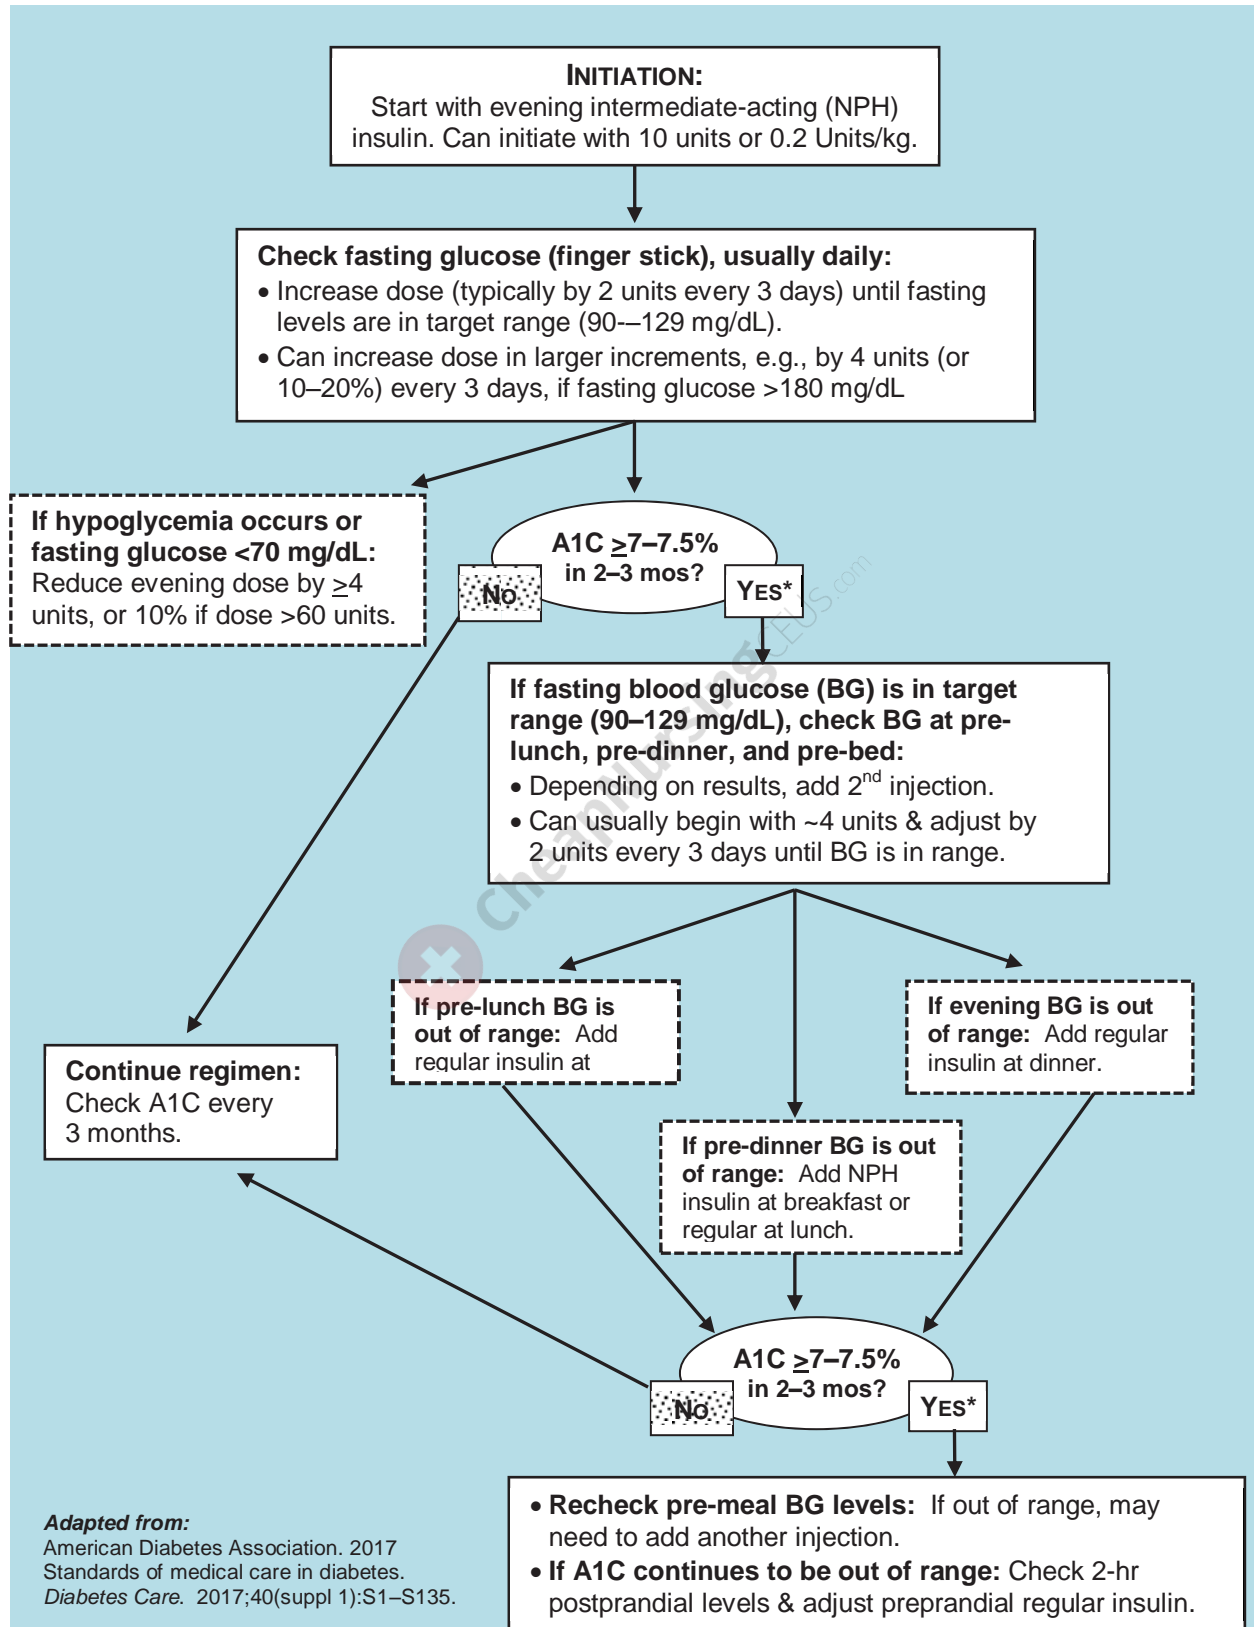 INITIATION:
Start with evening intermediate-acting (NPH)
insulin. Can initiate with 10 units or 0.2 Units/kg.
Check fasting glucose (finger stick), usually daily:
• Increase dose (typically by 2 units every 3 days) until fasting
levels are in target range (90-–129 mg/dL).
• Can increase dose in larger increments, e.g., by 4 units (or
10–20%) every 3 days, if fasting glucose >180 mg/dL
If hypoglycemia occurs or
fasting glucose <70 mg/dL:
Reduce evening dose by ≥4
units, or 10% if dose >60 units.
A1C ≥7–7.5%
in 2–3 mos?
NO
YES*
If fasting blood glucose (BG) is in target
range (90–129 mg/dL), check BG at pre-
lunch, pre-dinner, and pre-bed:
• Depending on results, add 2nd injection.
• Can usually begin with ~4 units & adjust by
2 units every 3 days until BG is in range.
CheapNursingCEUS.com
If pre-lunch BG is
out of range: Add
regular insulin at
If evening BG is out
of range: Add regular
insulin at dinner.
Continue regimen:
Check A1C every
3 months.
If pre-dinner BG is out
of range: Add NPH
insulin at breakfast or
regular at lunch.
A1C ≥7–7.5%
in 2–3 mos?
NO
YES*
• Recheck pre-meal BG levels: If out of range, may
need to add another injection.
• If A1C continues to be out of range: Check 2-hr
postprandial levels & adjust preprandial regular insulin.
Adapted from:
American Diabetes Association. 2017
Standards of medical care in diabetes.
Diabetes Care. 2017;40(suppl 1):S1–S135.